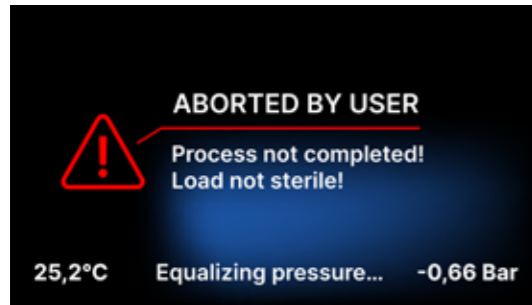 ABORTED BY USER
Process not completed!
Load not sterile!
25,2°C Equalizing pressure... -0,66 Bar